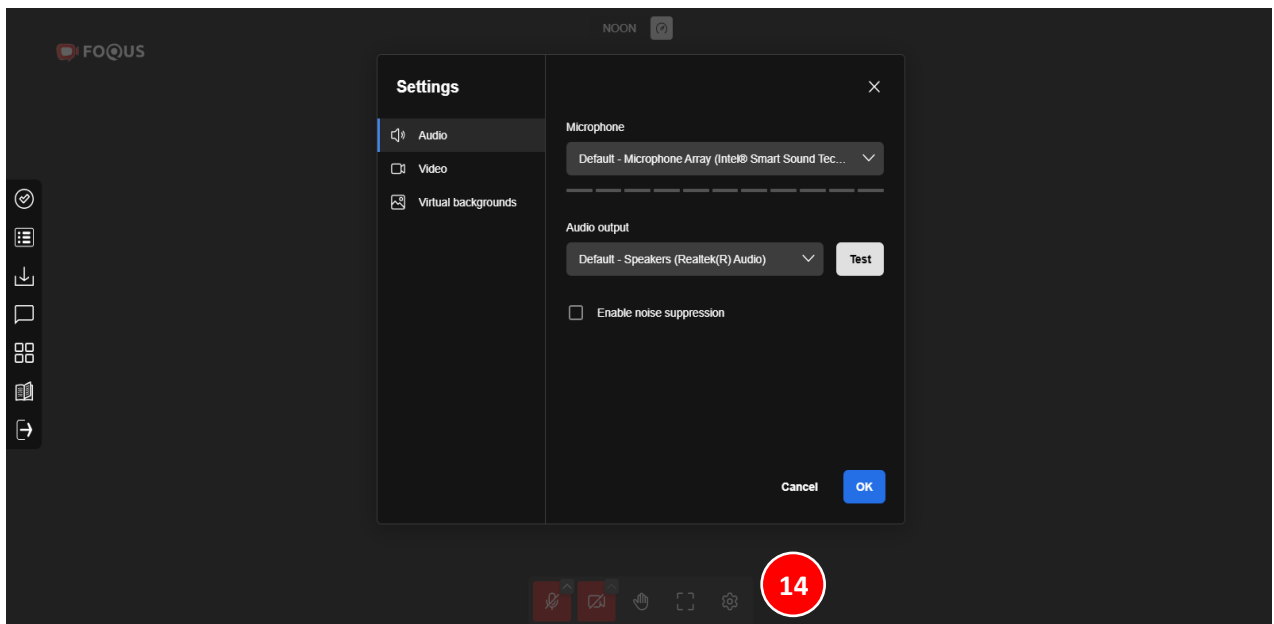 NOON
FOQUS
Settings
Audio
Video
Virtual backgrounds
Microphone
Default - Microphone Array (Intel® Smart Sound Tec...
Audio output
Default - Speakers (Realtek(R) Audio)
Test
Enable noise suppression
Cancel
OK
14